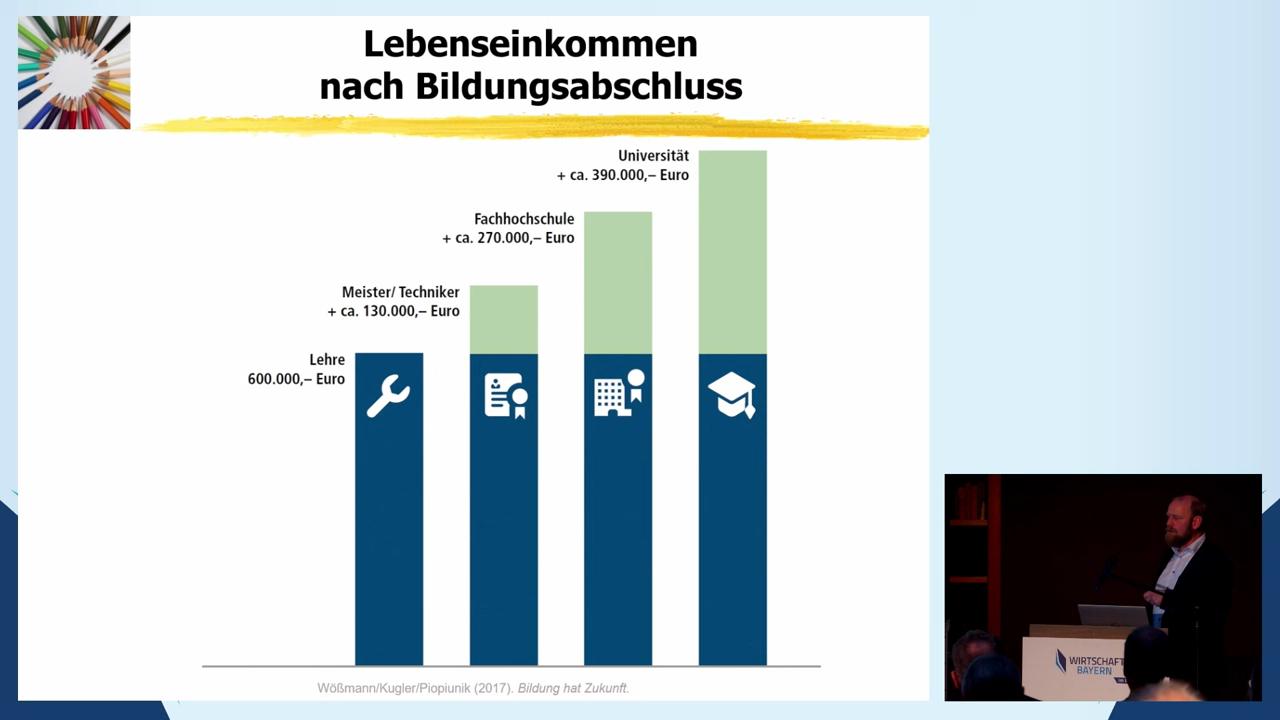 Lebenseinkommen
nach Bildungsabschluss
Universität
+ ca. 390.000,– Euro
Fachhochschule
+ ca. 270.000,– Euro
Meister/ Techniker
+ ca. 130.000,– Euro
Lehre
600.000,– Euro
Wößmann/Kugler/Piopiunik (2017). Bildung hat Zukunft.
WIRTSCHAFT
BAYERN